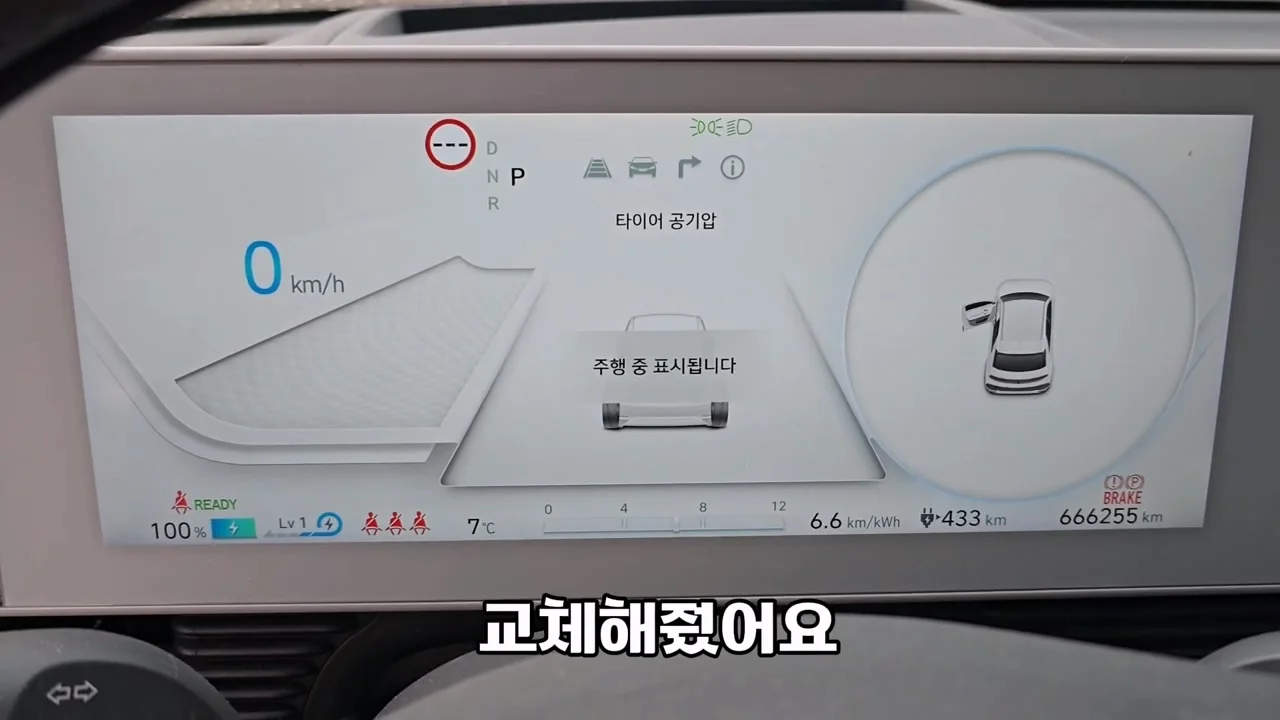 ---
D
N P
R
타이어 공기압
0 km/h
주행 중 표시됩니다
READY
100 %
Lv 1
7 ℃
0 4 8 12
6.6 km/kWh
433 km
BRAKE
666255 km
교체해줬어요